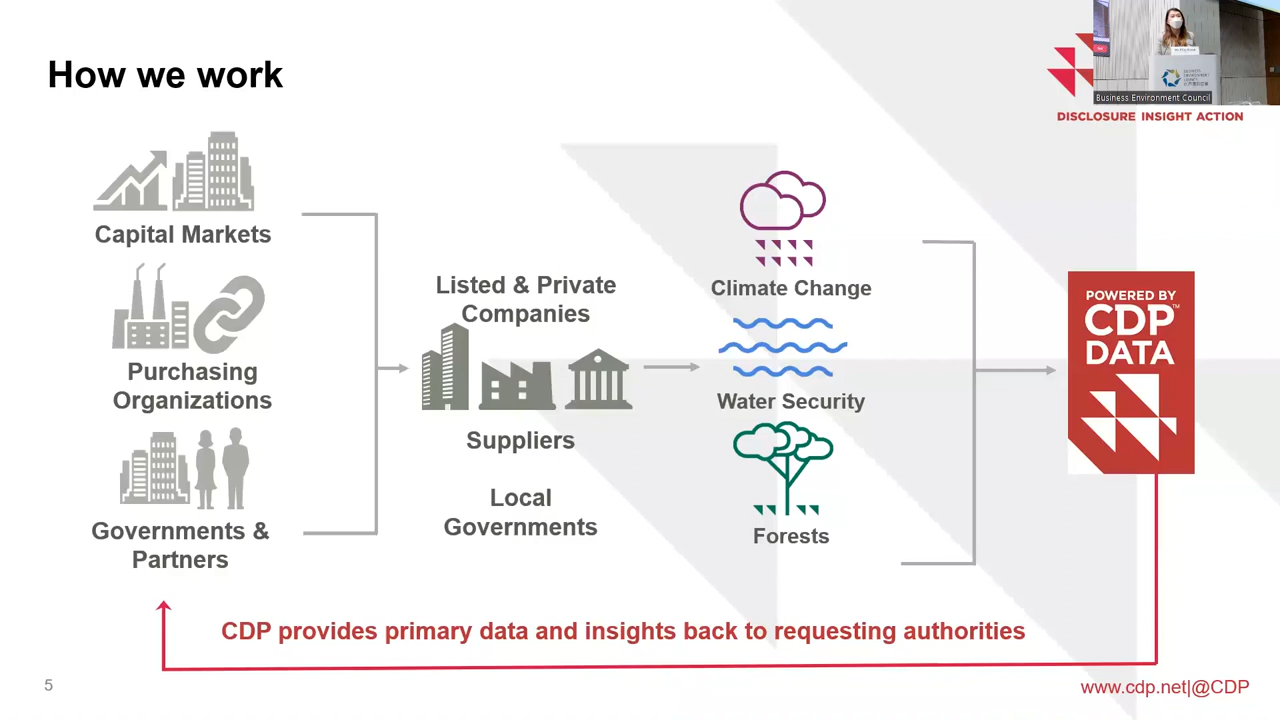 How we work
Business Environment Council
DISCLOSURE INSIGHT ACTION
Capital Markets
Purchasing
Organizations
Governments &
Partners
Listed & Private
Companies
Suppliers
Local
Governments
Climate Change
Water Security
Forests
POWERED BY
CDP™
DATA
CDP provides primary data and insights back to requesting authorities
5
www.cdp.net|@CDP